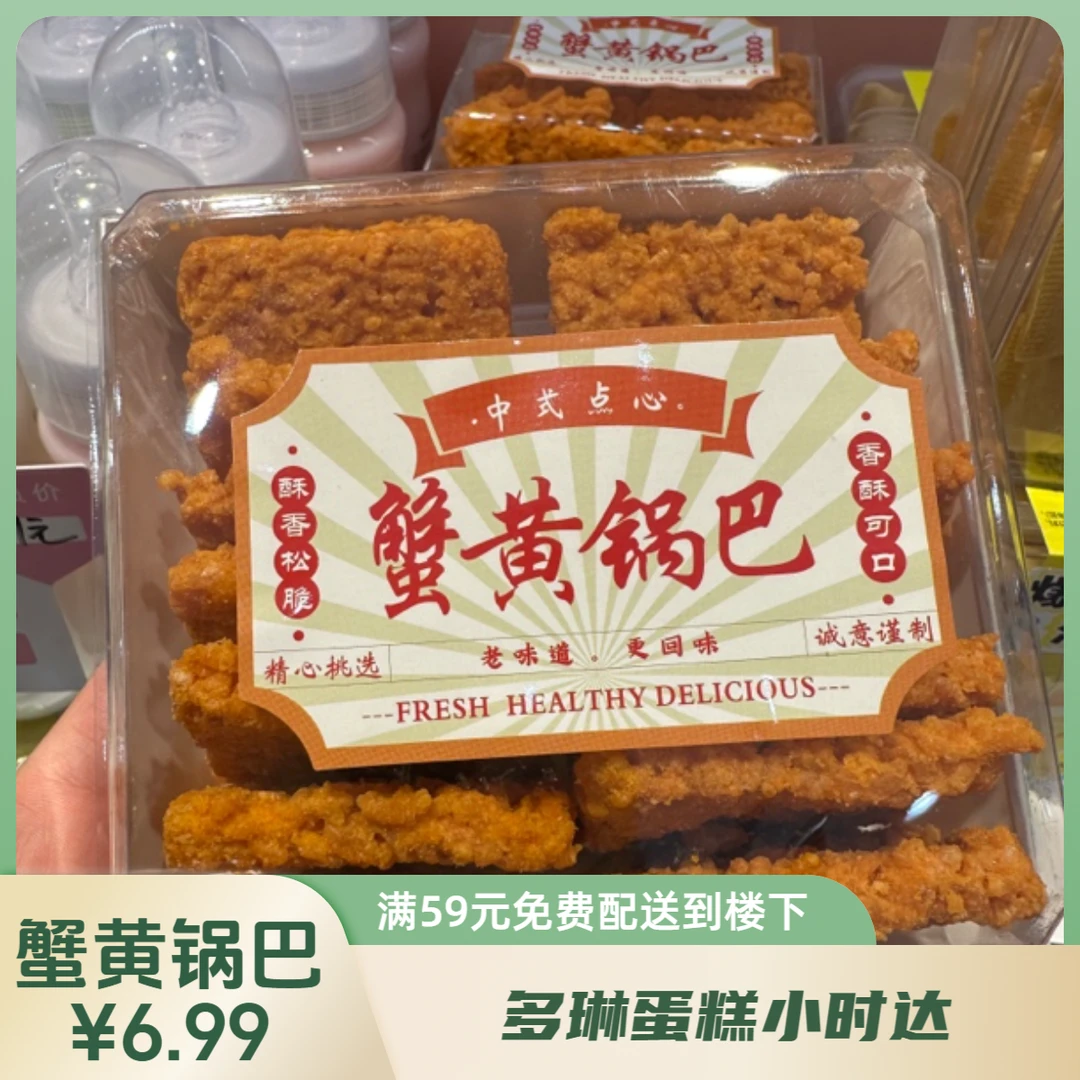 蟹黄锅巴
FRESH HEALTHY DELICIOUS
·中式点心·
酥香松脆
蟹黄锅巴
香酥可口
精心挑选
老味道。更回味
诚意谨制
---FRESH HEALTHY DELICIOUS---
满59元免费配送到楼下
蟹黄锅巴
¥6.99
多琳蛋糕小时达